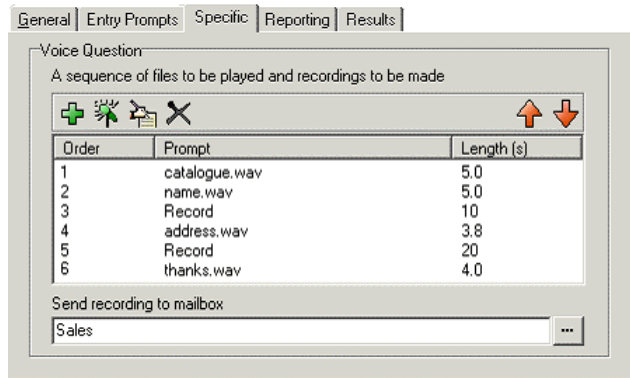 General Entry Prompts Specific Reporting Results
Voice Question
A sequence of files to be played and recordings to be made
Order Prompt Length (s)
1 catalogue.wav 5.0
2 name.wav 5.0
3 Record 10
4 address.wav 3.8
5 Record 20
6 thanks.wav 4.0
Send recording to mailbox
Sales ...